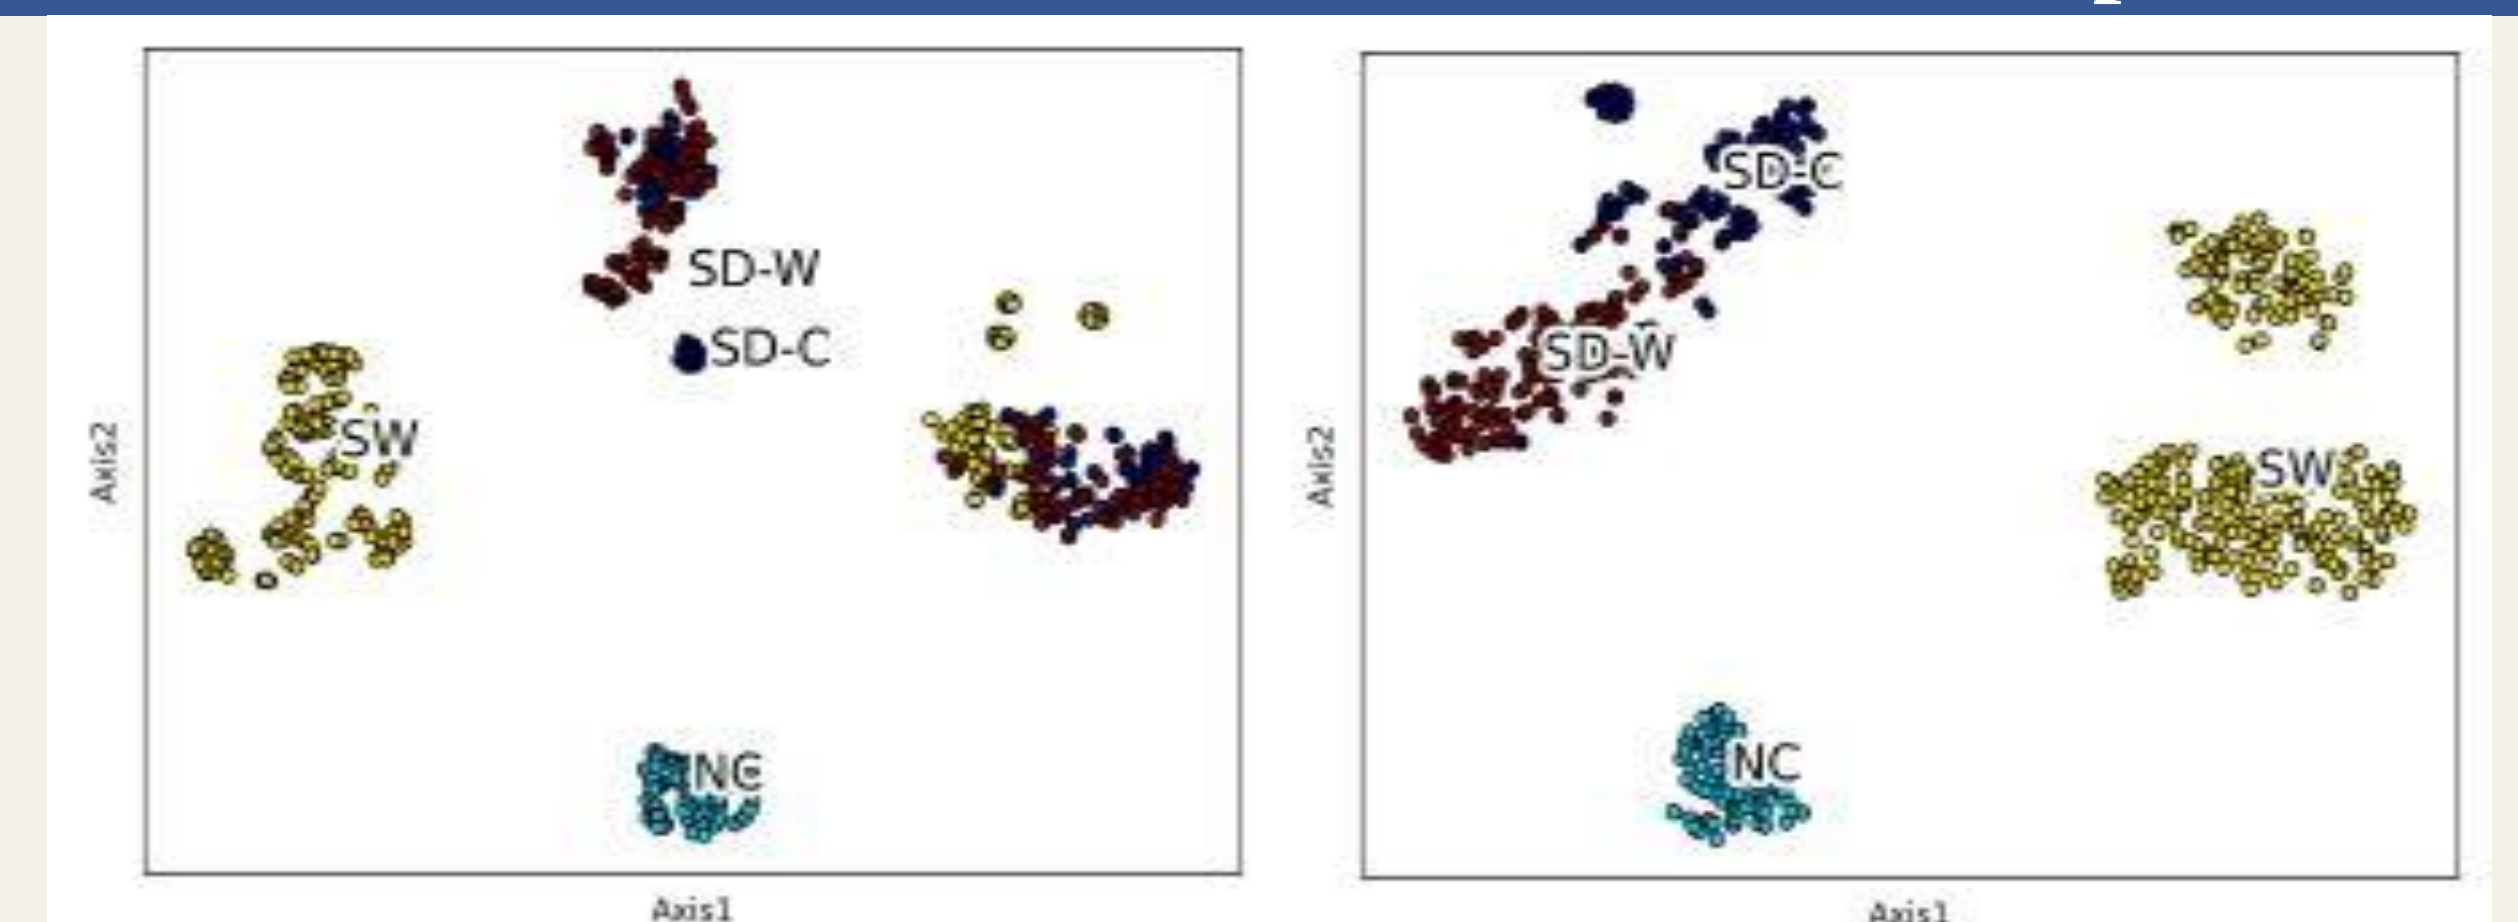 SD-W
SD-C
SW
NC
Axis2
Axis1
SD-C
SD-W
SW
NC
Axis2
Axis1